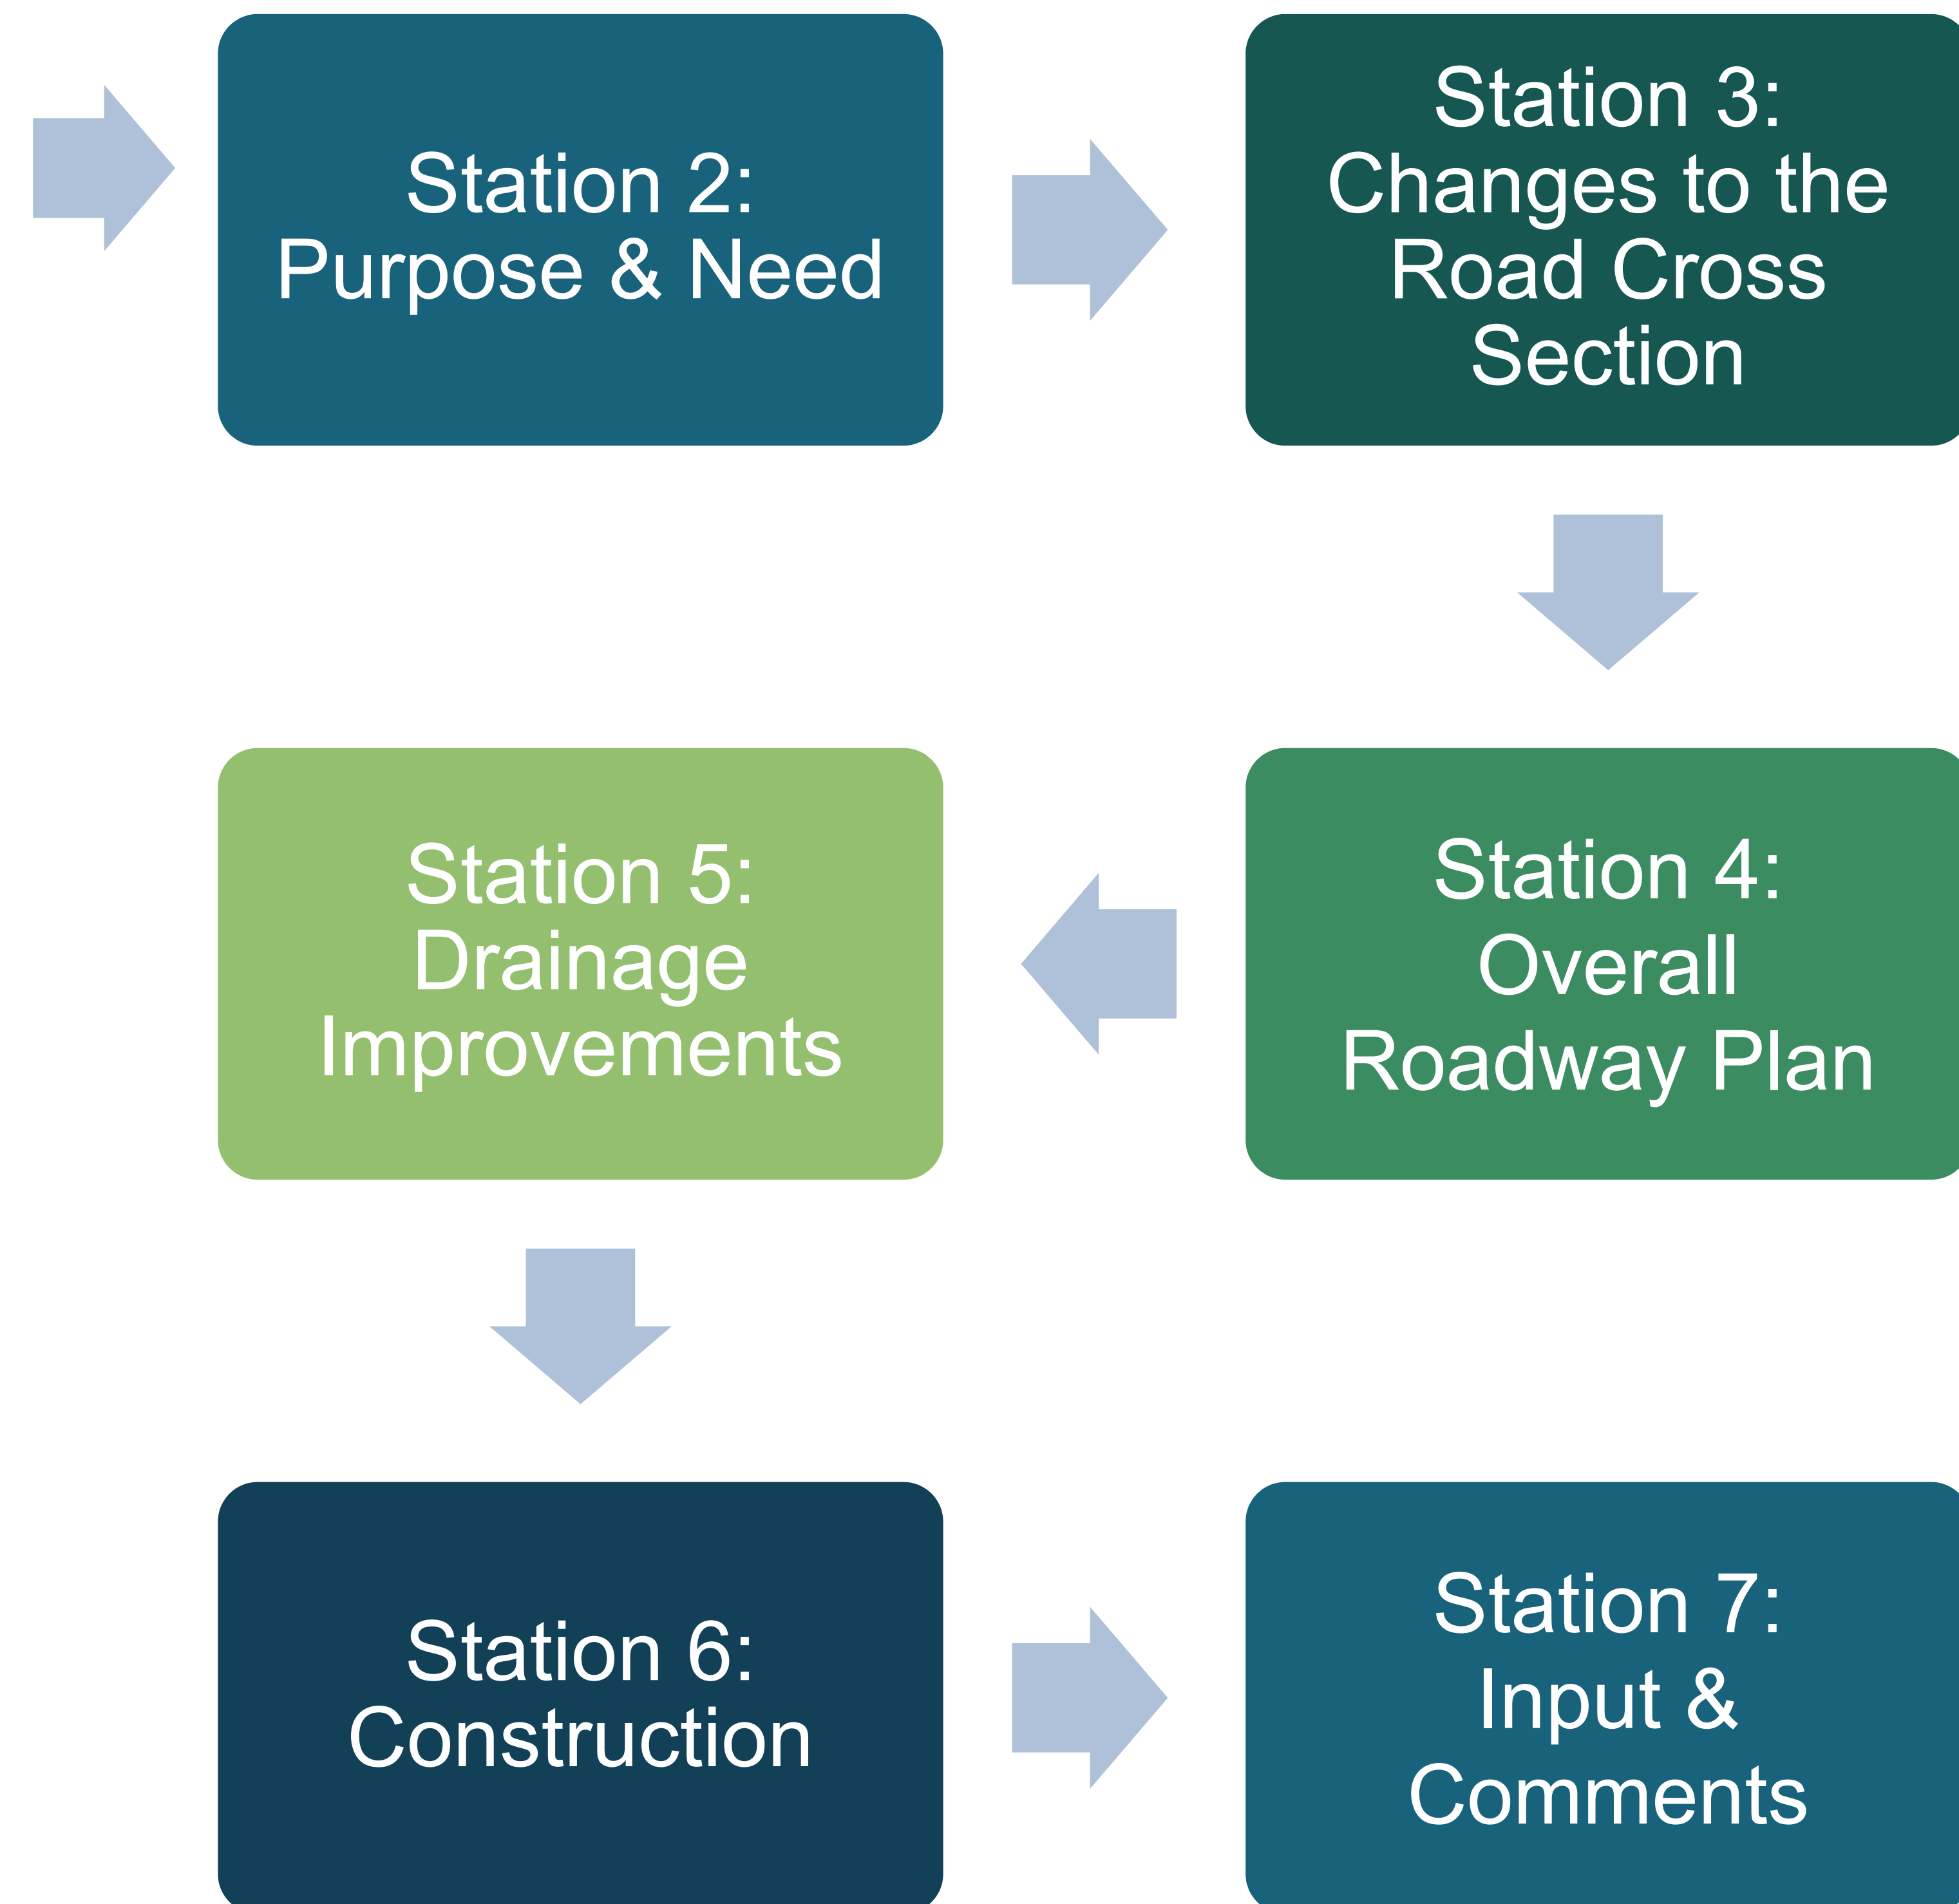 Station 2:
Purpose & Need
Station 3:
Changes to the
Road Cross
Section
Station 4:
Overall
Roadway Plan
Station 5:
Drainage
Improvements
Station 6:
Construction
Station 7:
Input &
Comments